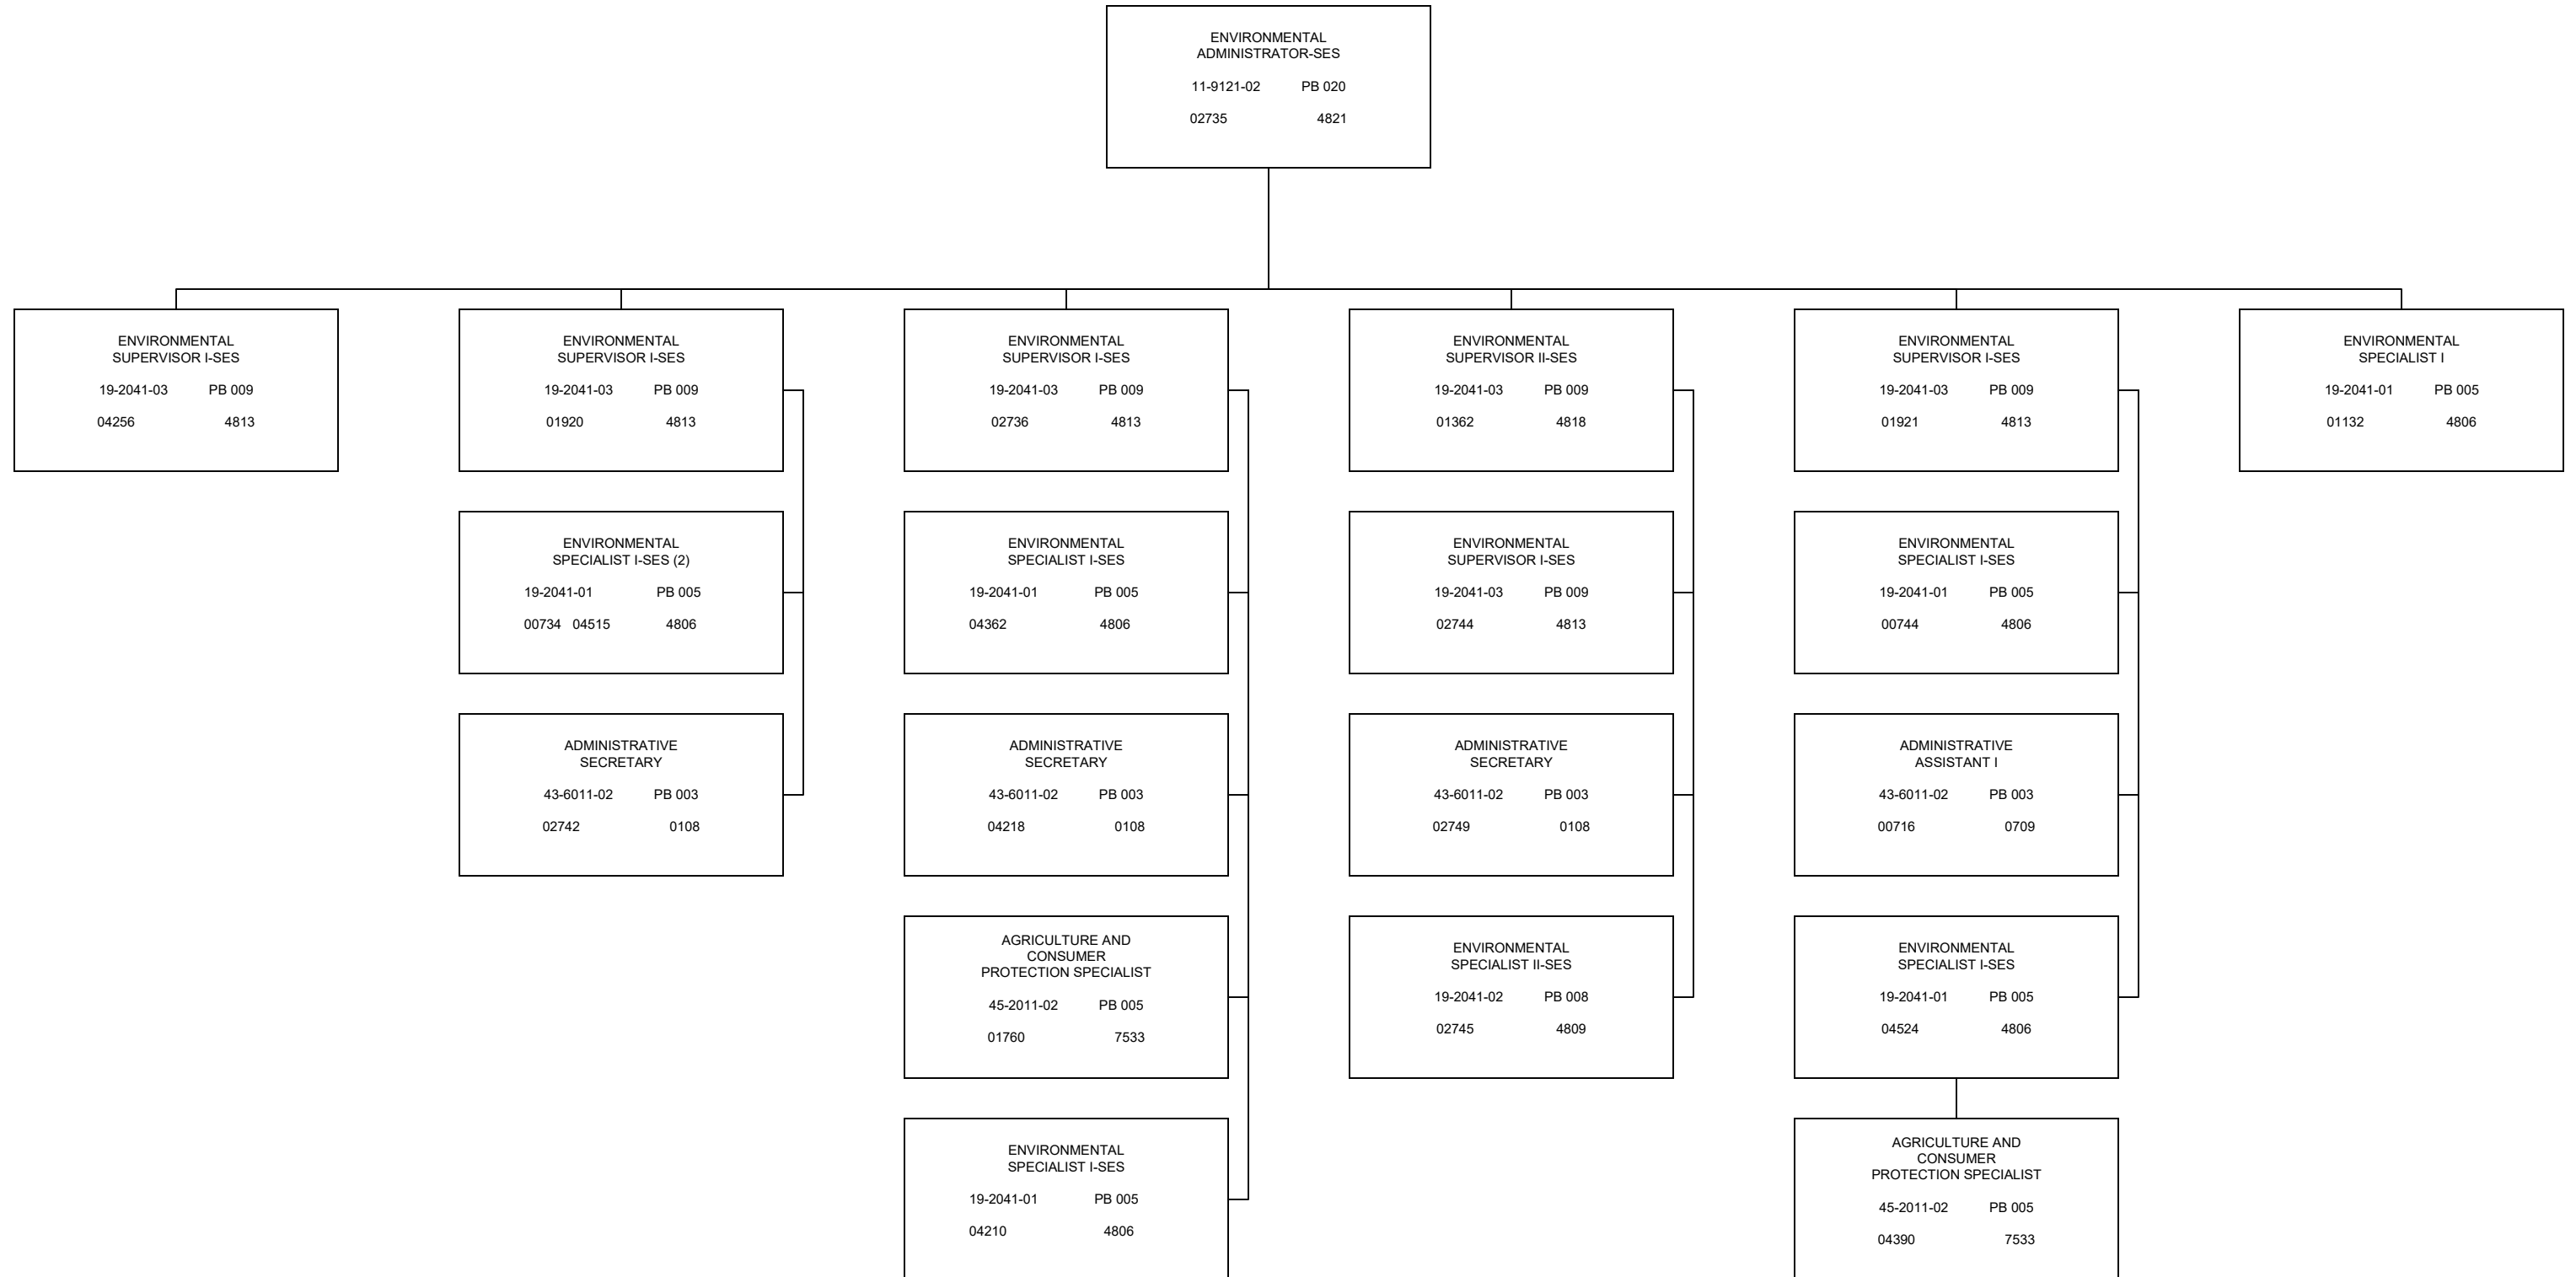 ENVIRONMENTAL
ADMINISTRATOR-SES
11-9121-02 PB 020
02735 4821
ENVIRONMENTAL
SUPERVISOR I-SES
19-2041-03 PB 009
04256 4813
ENVIRONMENTAL
SUPERVISOR I-SES
19-2041-03 PB 009
01920 4813
ENVIRONMENTAL
SPECIALIST I-SES (2)
19-2041-01 PB 005
00734 04515 4806
ADMINISTRATIVE
SECRETARY
43-6011-02 PB 003
02742 0108
ENVIRONMENTAL
SUPERVISOR I-SES
19-2041-03 PB 009
02736 4813
ENVIRONMENTAL
SPECIALIST I-SES
19-2041-01 PB 005
04362 4806
ADMINISTRATIVE
SECRETARY
43-6011-02 PB 003
04218 0108
AGRICULTURE AND
CONSUMER
PROTECTION SPECIALIST
45-2011-02 PB 005
01760 7533
ENVIRONMENTAL
SPECIALIST I-SES
19-2041-01 PB 005
04210 4806
ENVIRONMENTAL
SUPERVISOR II-SES
19-2041-03 PB 009
01362 4818
ENVIRONMENTAL
SUPERVISOR I-SES
19-2041-03 PB 009
02744 4813
ADMINISTRATIVE
SECRETARY
43-6011-02 PB 003
02749 0108
ENVIRONMENTAL
SPECIALIST II-SES
19-2041-02 PB 008
02745 4809
ENVIRONMENTAL
SUPERVISOR I-SES
19-2041-03 PB 009
01921 4813
ENVIRONMENTAL
SPECIALIST I-SES
19-2041-01 PB 005
00744 4806
ADMINISTRATIVE
ASSISTANT I
43-6011-02 PB 003
00716 0709
ENVIRONMENTAL
SPECIALIST I-SES
19-2041-01 PB 005
04524 4806
AGRICULTURE AND
CONSUMER
PROTECTION SPECIALIST
45-2011-02 PB 005
04390 7533
ENVIRONMENTAL
SPECIALIST I
19-2041-01 PB 005
01132 4806